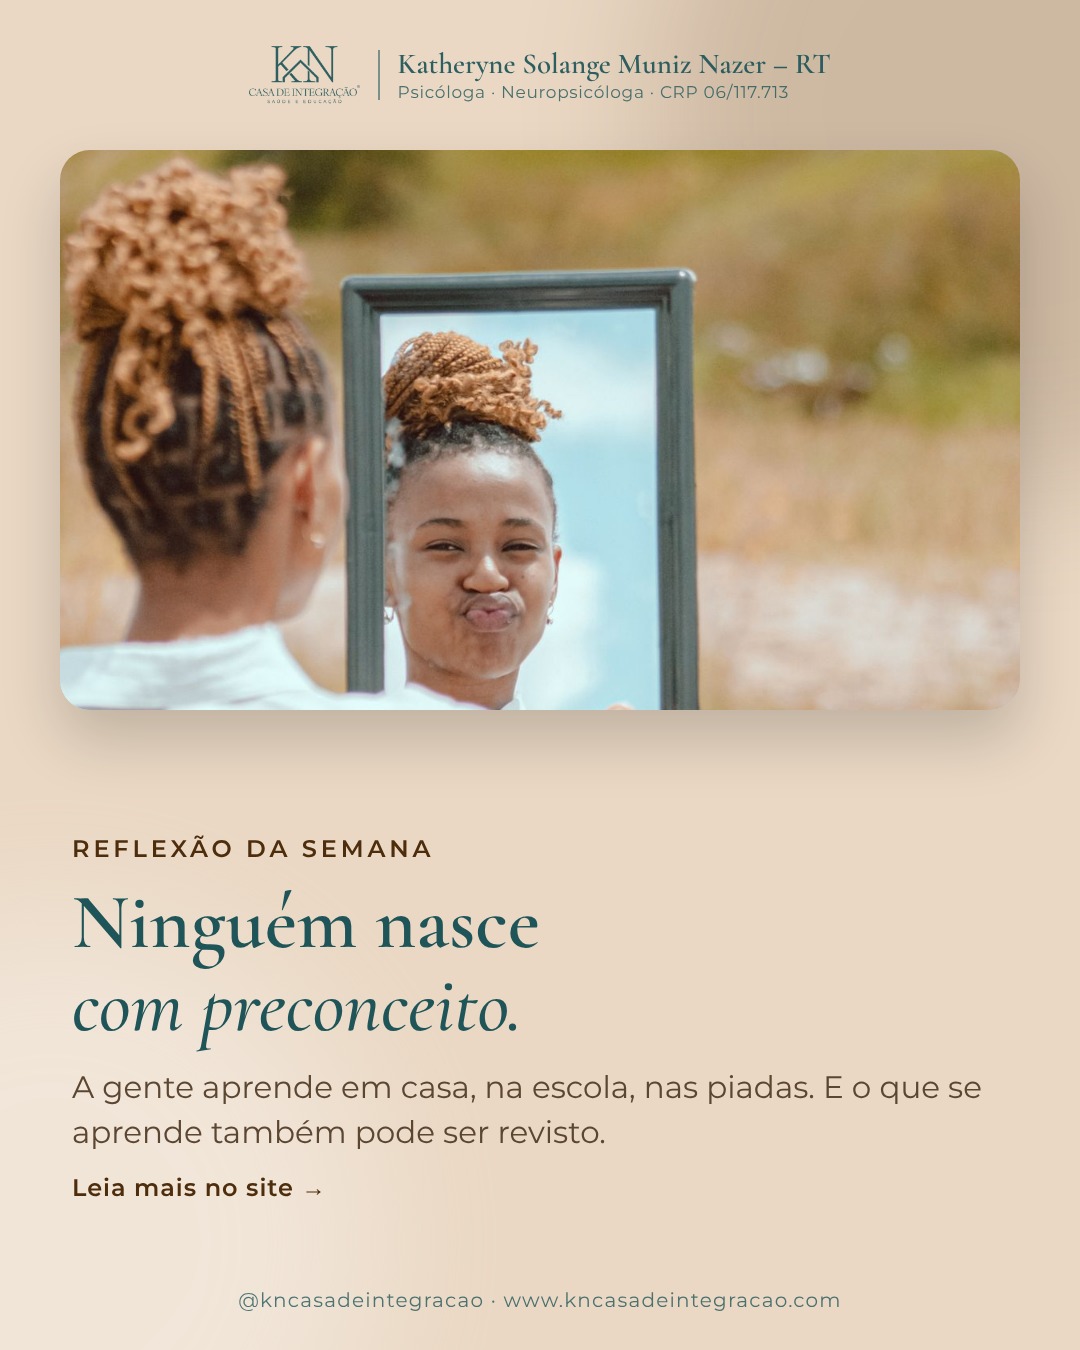 KN
CASA DE INTEGRAÇÃO
SAÚDE E EDUCAÇÃO
Katheryne Solange Muniz Nazer – RT
Psicóloga · Neuropsicóloga · CRP 06/117.713
REFLEXÃO DA SEMANA
Ninguém nasce
com preconceito.
A gente aprende em casa, na escola, nas piadas. E o que se
aprende também pode ser revisto.
Leia mais no site →
@kncasadeintegracao · www.kncasadeintegracao.com